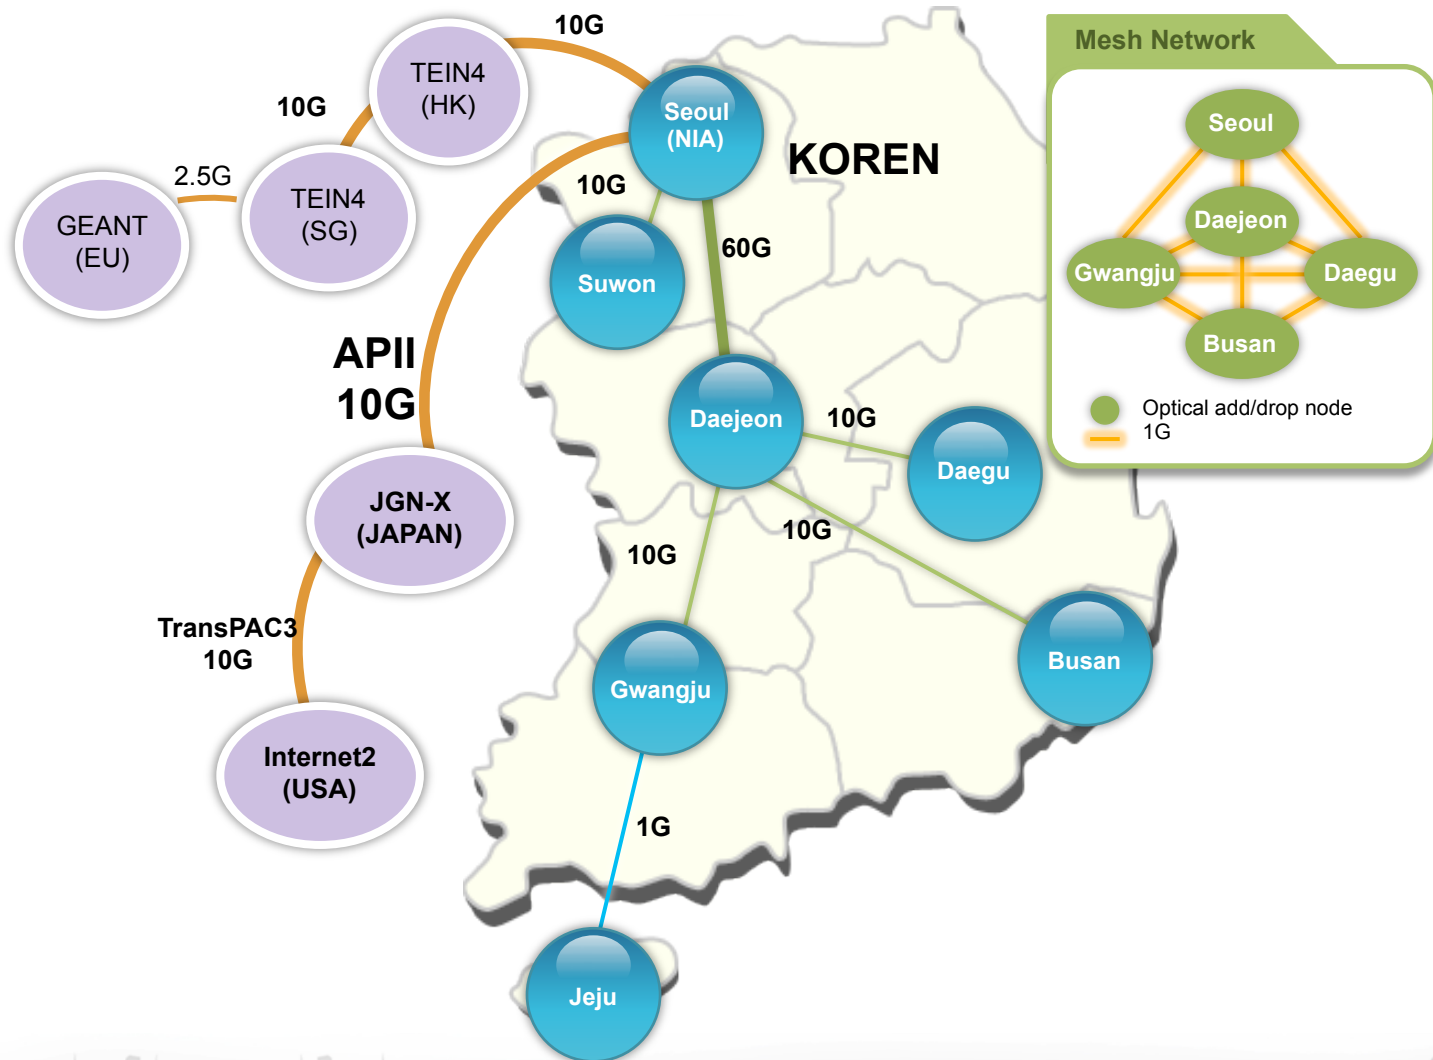 10G
TEIN4
(HK)
10G
Seoul
(NIA)
KOREN
2.5G
TEIN4
(SG)
GEANT
(EU)
10G
Suwon
60G
APII
10G
Daejeon
10G
Daegu
JGN-X
(JAPAN)
10G
10G
TransPAC3
10G
Gwangju
Busan
Internet2
(USA)
1G
Jeju
Mesh Network
Seoul
Daejeon
Gwangju
Daegu
Busan
Optical add/drop node
1G